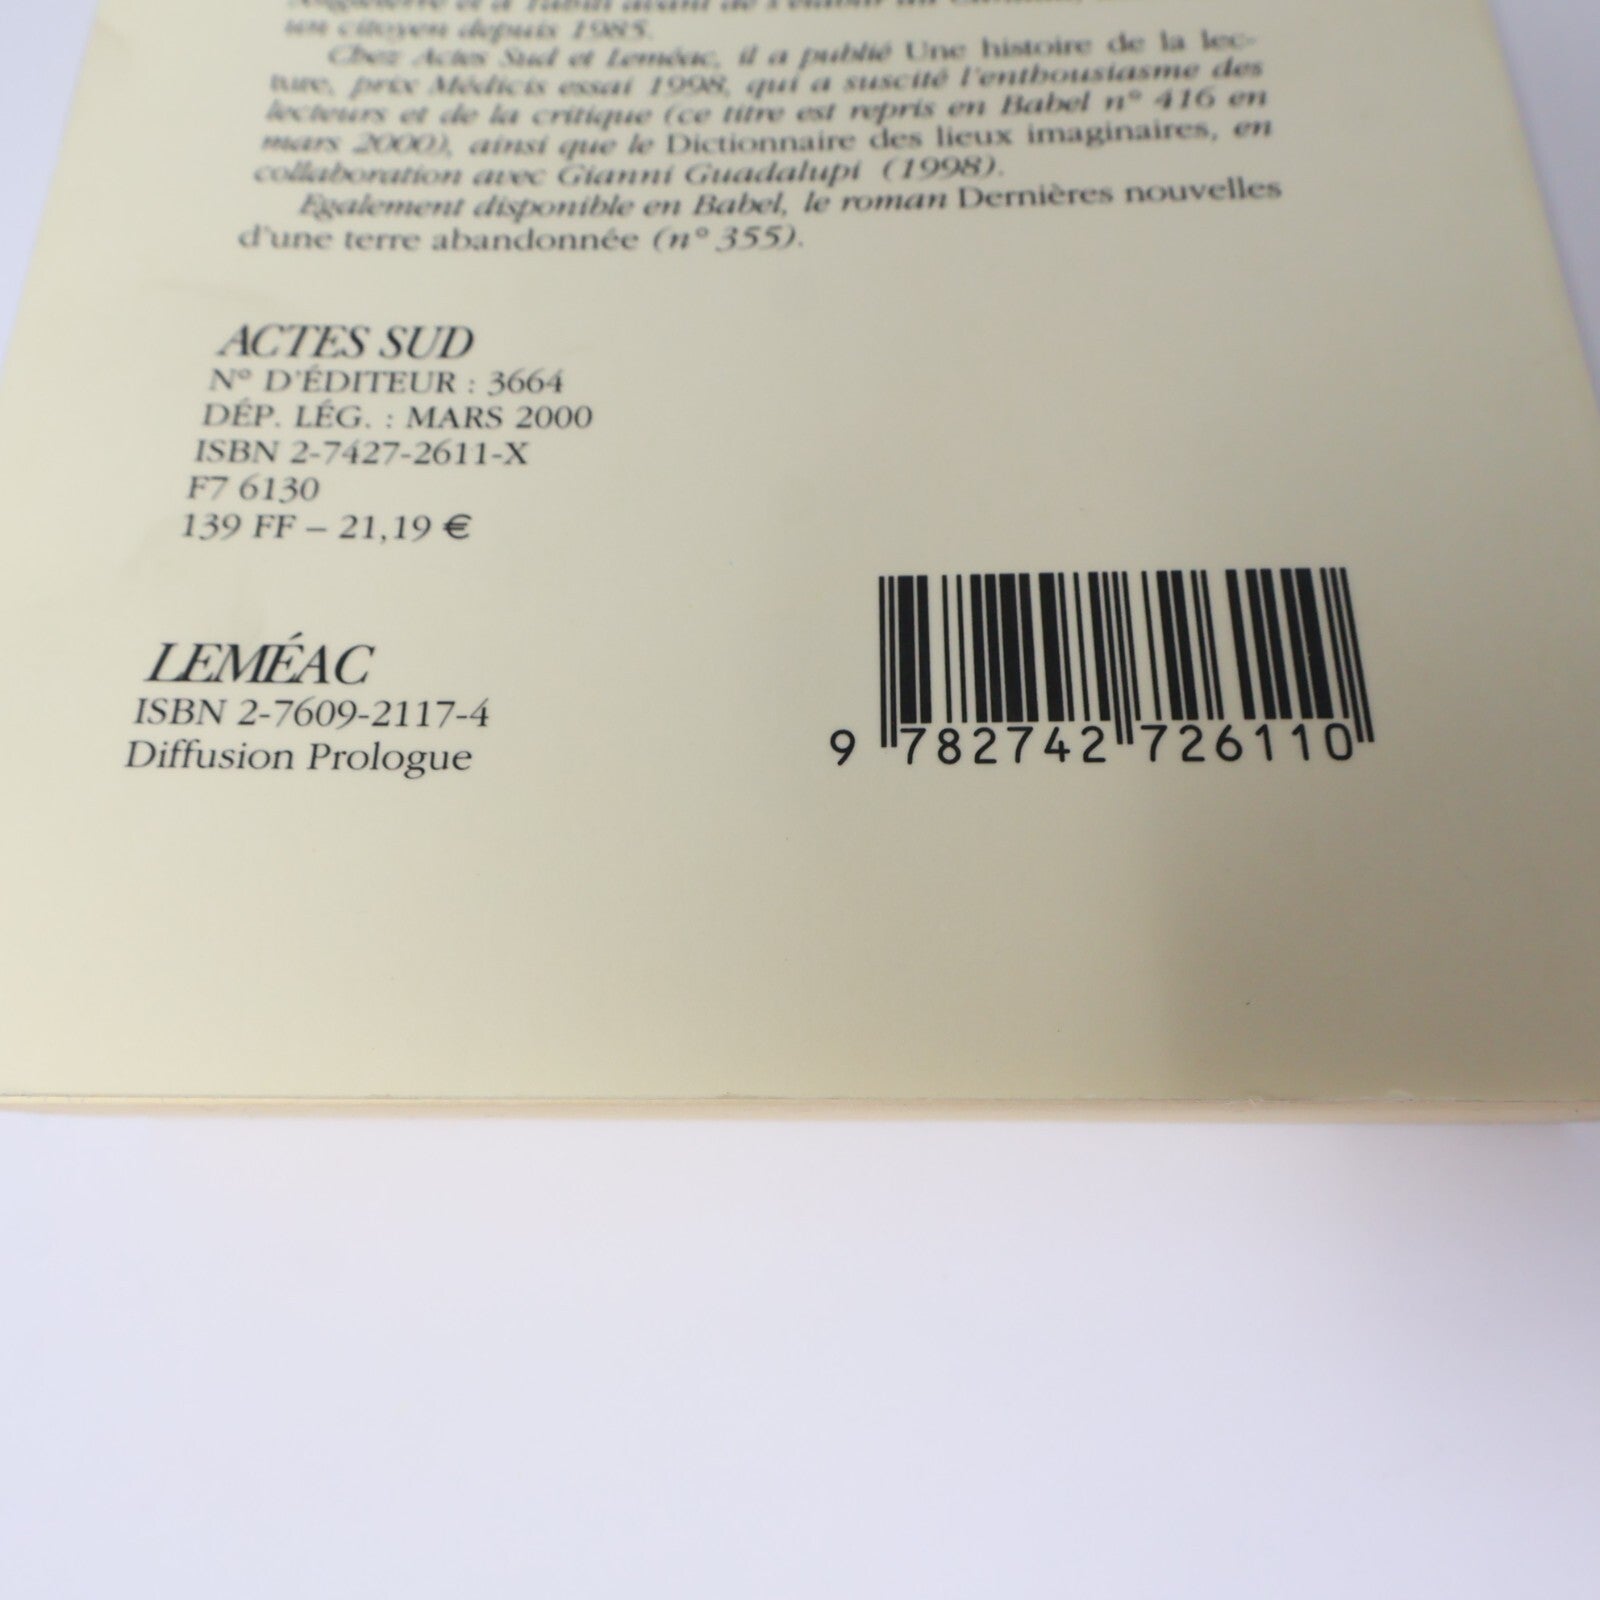 un citoyen depuis 1985.
Chez Actes Sud et Leméac, il a publié Une histoire de la lec-
ture, prix Médicis essai 1998, qui a suscité l'enthousiasme des
lecteurs et de la critique (ce titre est repris en Babel n° 416 en
mars 2000), ainsi que le Dictionnaire des lieux imaginaires, en
collaboration avec Gianni Guadalupi (1998).
Egalement disponible en Babel, le roman Dernières nouvelles
d'une terre abandonnée (n° 355).
ACTES SUD
N° D'ÉDITEUR : 3664
DÉP. LÉG. : MARS 2000
ISBN 2-7427-2611-X
F7 6130
139 FF – 21,19 €
LEMÉAC
ISBN 2-7609-2117-4
Diffusion Prologue
9 782742 726110